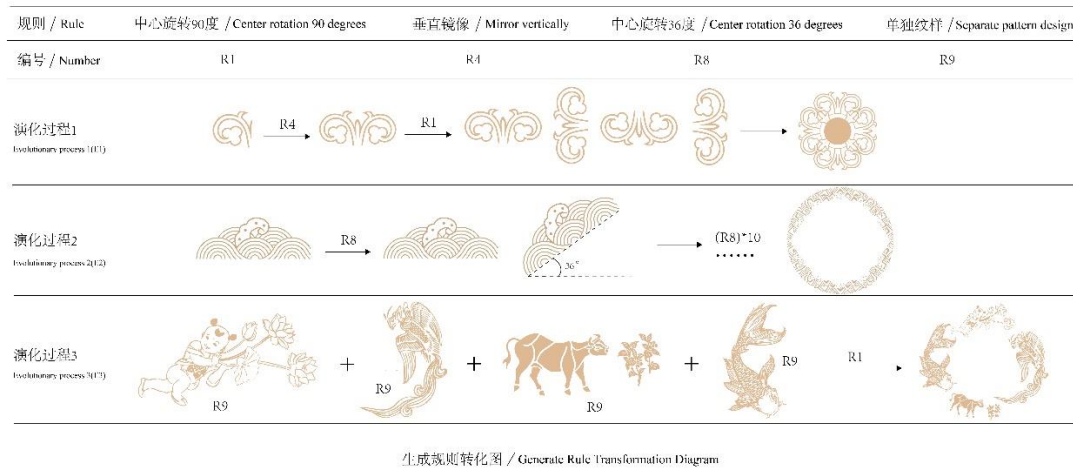 规则 / Rule 中心旋转90度 / Center rotation 90 degrees 垂直镜像 / Mirror vertically 中心旋转36度 / Center rotation 36 degrees 单独纹样 / Separate pattern design
编号 / Number R1 R4 R8 R9
演化过程1
Evolutionary process 1(E1)
R4 R1
演化过程2
Evolutionary process 2(E2)
R8 36° (R8)*10
......
演化过程3
Evolutionary process 3(E3)
R9 + R9 + R9 + R9 R1
生成规则转化图 / Generate Rule Transformation Diagram